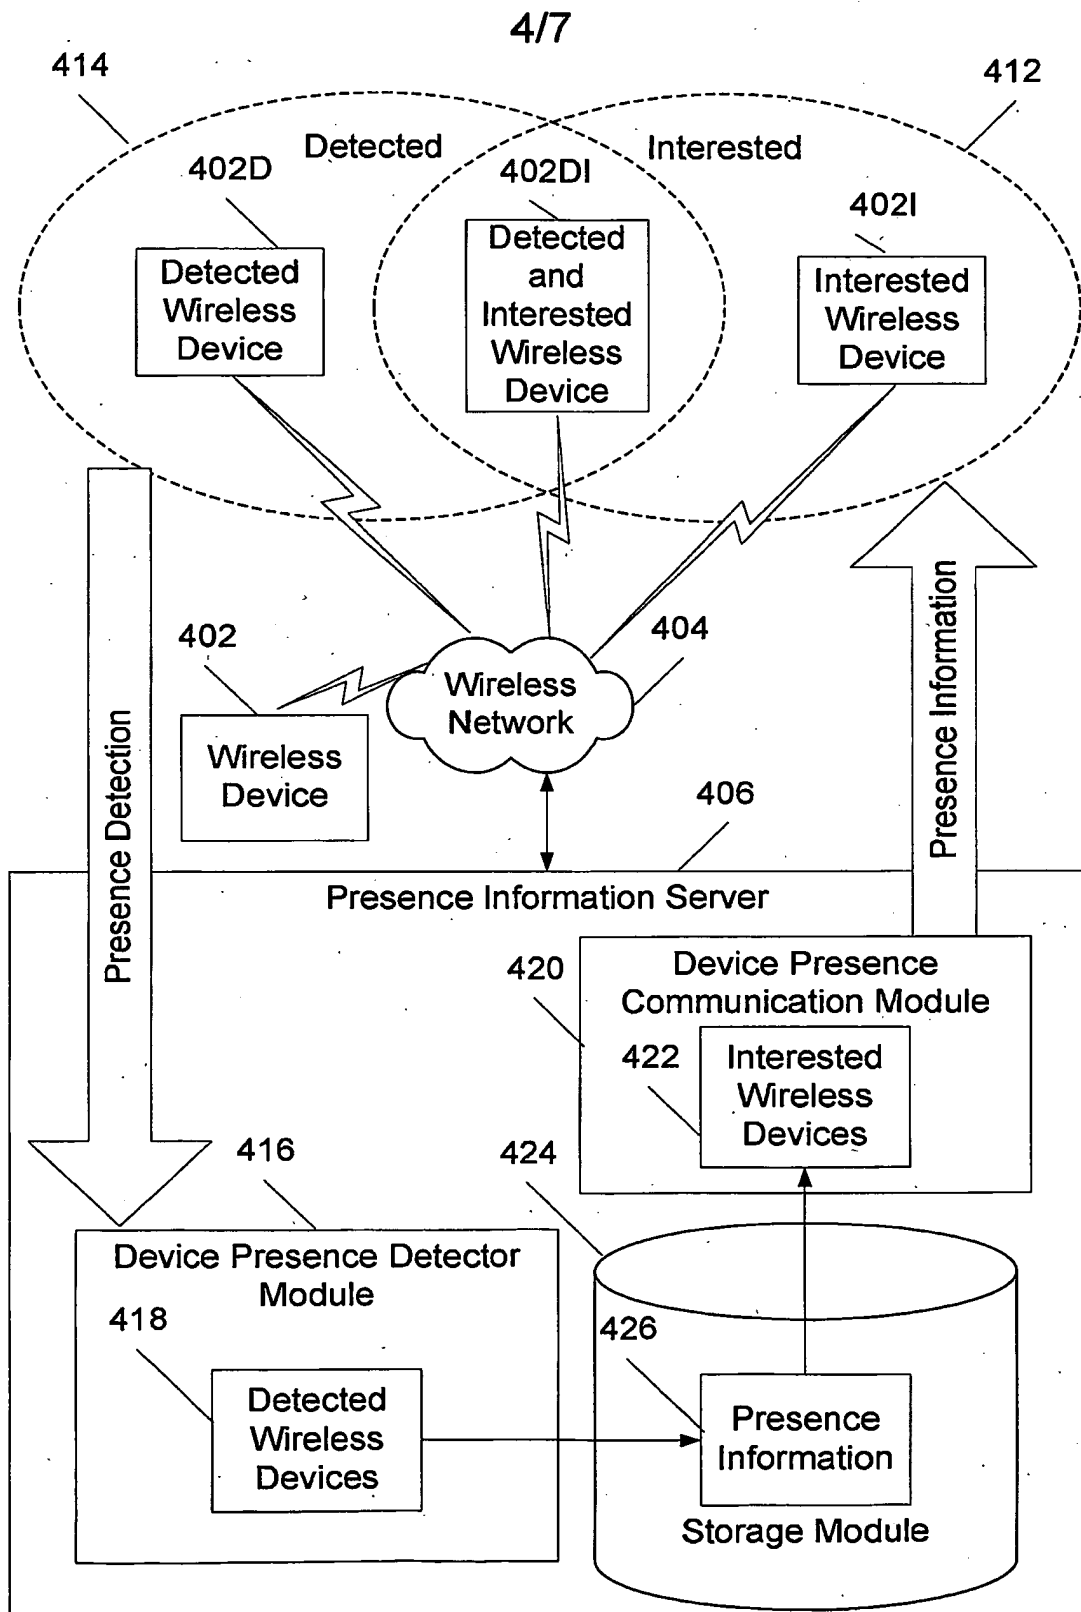 4/7
414
412
Detected
Interested
402D
402DI
402I
Detected
Wireless
Device
Detected
and
Interested
Wireless
Device
Interested
Wireless
Device
402
404
Wireless
Network
Wireless
Device
Presence Detection
Presence Information
406
Presence Information Server
420
Device Presence
Communication Module
422
Interested
Wireless
Devices
416
424
Device Presence Detector
Module
418
426
Detected
Wireless
Devices
Presence
Information
Storage Module